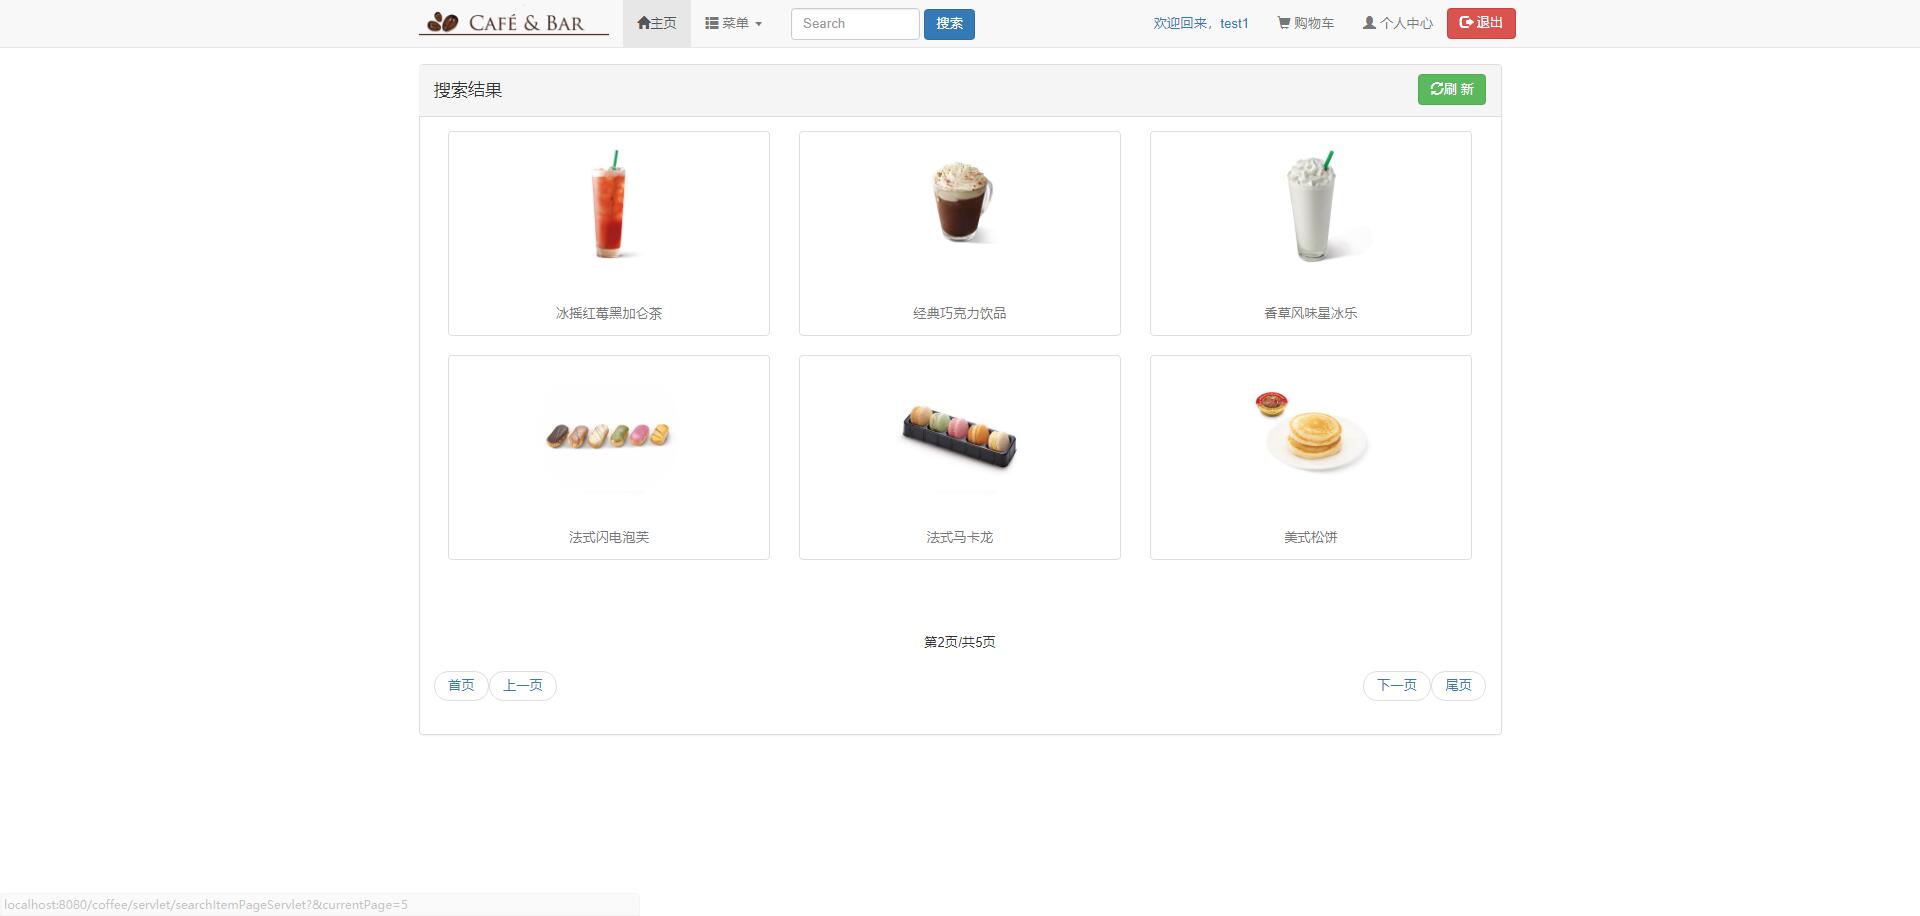 CAFÉ & BAR 主页 菜单 Search 搜索 欢迎回来，test1 购物车 个人中心 退出
搜索结果 刷 新
冰摇红莓黑加仑茶 经典巧克力饮品 香草风味星冰乐
法式闪电泡芙 法式马卡龙 美式松饼
第2页/共5页
首页 上一页 下一页 尾页
localhost:8080/coffee/servlet/searchItemPageServlet?&currentPage=5